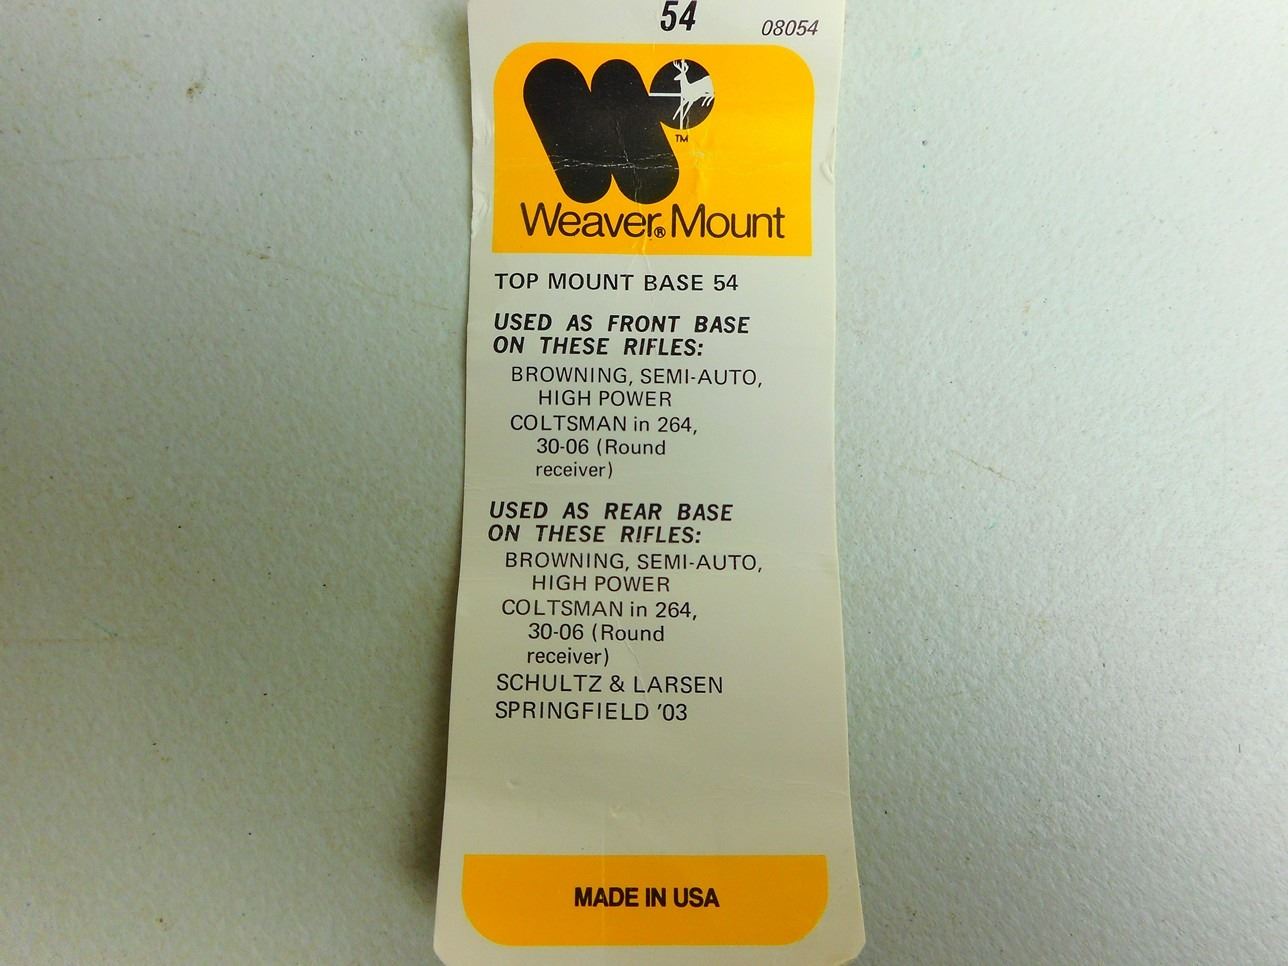 54
08054
TM
Weaver® Mount
TOP MOUNT BASE 54
USED AS FRONT BASE
ON THESE RIFLES:
BROWNING, SEMI-AUTO,
HIGH POWER
COLTSMAN in 264,
30-06 (Round
receiver)
USED AS REAR BASE
ON THESE RIFLES:
BROWNING, SEMI-AUTO,
HIGH POWER
COLTSMAN in 264,
30-06 (Round
receiver)
SCHULTZ & LARSEN
SPRINGFIELD '03
MADE IN USA